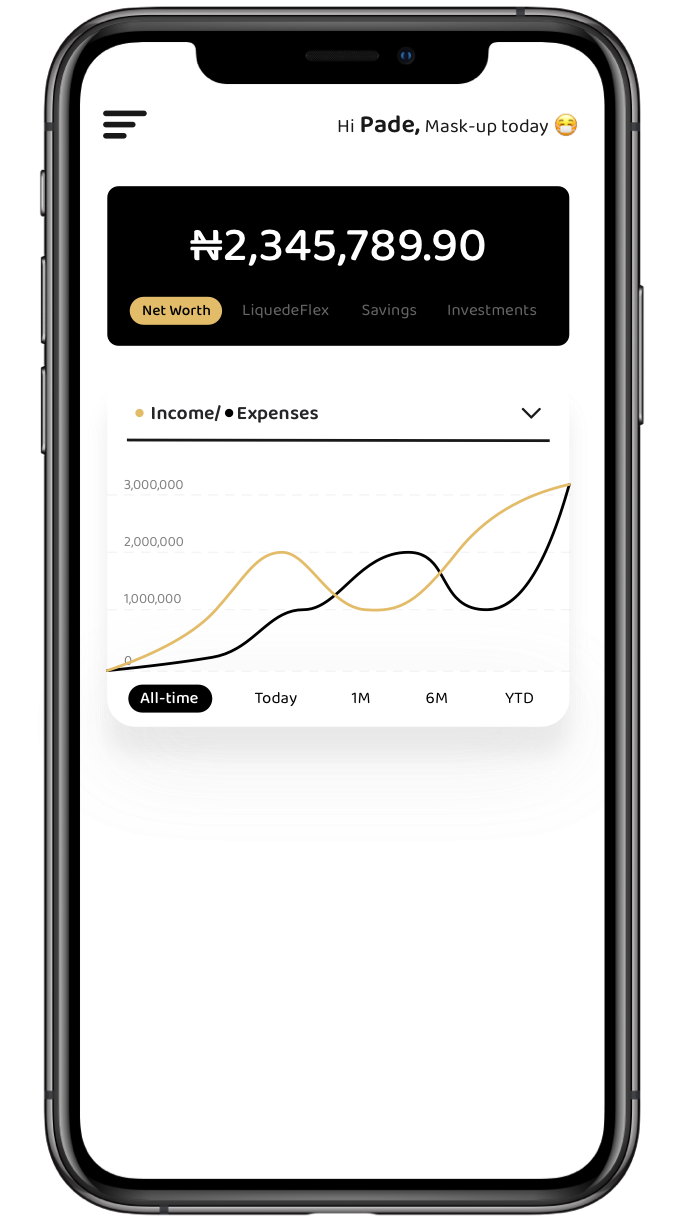 Hi Pade, Mask-up today 😷
₦2,345,789.90
Net Worth LiquedeFlex Savings Investments
Income/ Expenses
3,000,000
2,000,000
1,000,000
0
All-time Today 1M 6M YTD